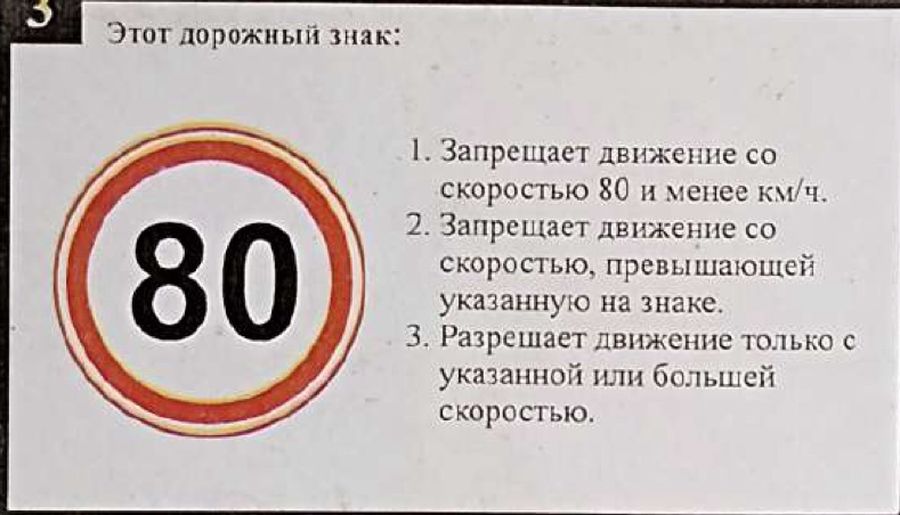 3
Этот дорожный знак:
80
1. Запрещает движение со
скоростью 80 и менее км/ч.
2. Запрещает движение со
скоростью, превышающей
указанную на знаке.
3. Разрешает движение только с
указанной или большей
скоростью.